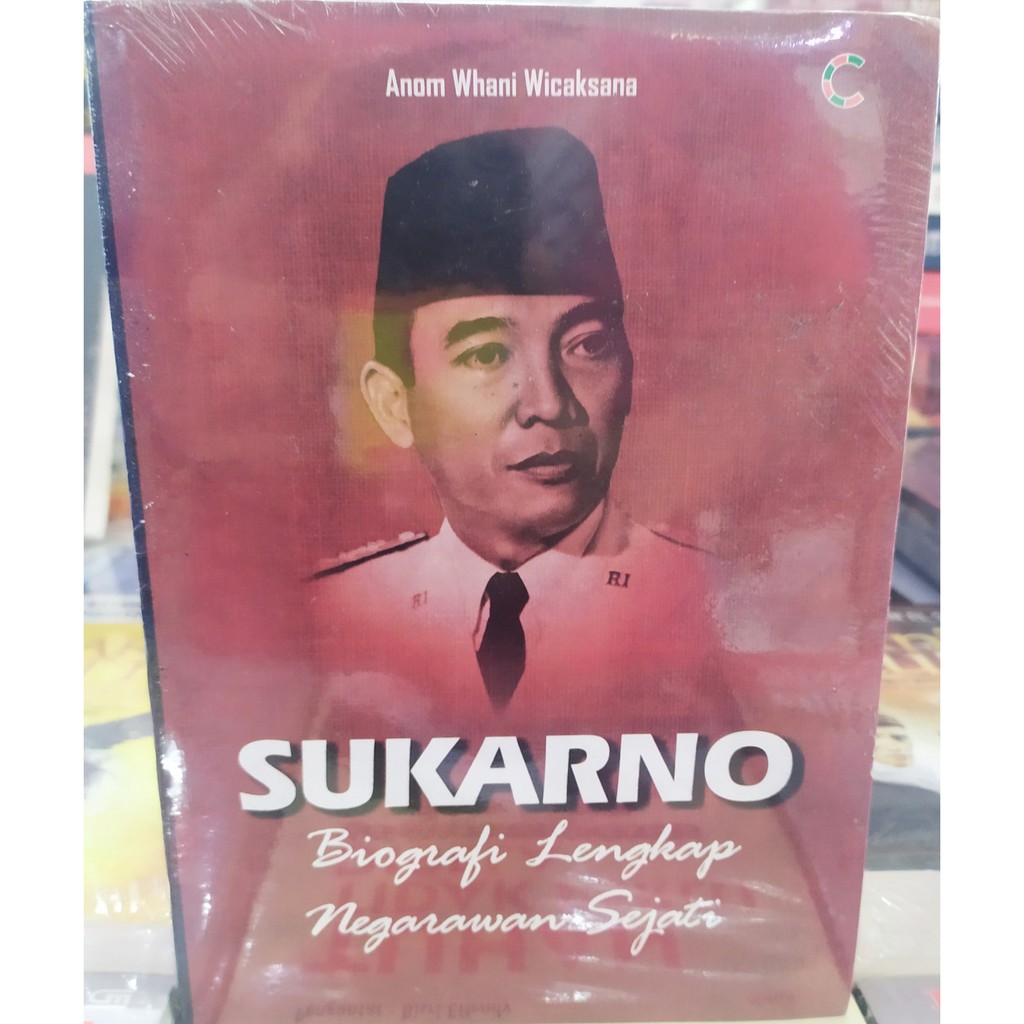 Anom Whani Wicaksana
C
RI
RI
SUKARNO
Biografi Lengkap
Negarawan Sejati